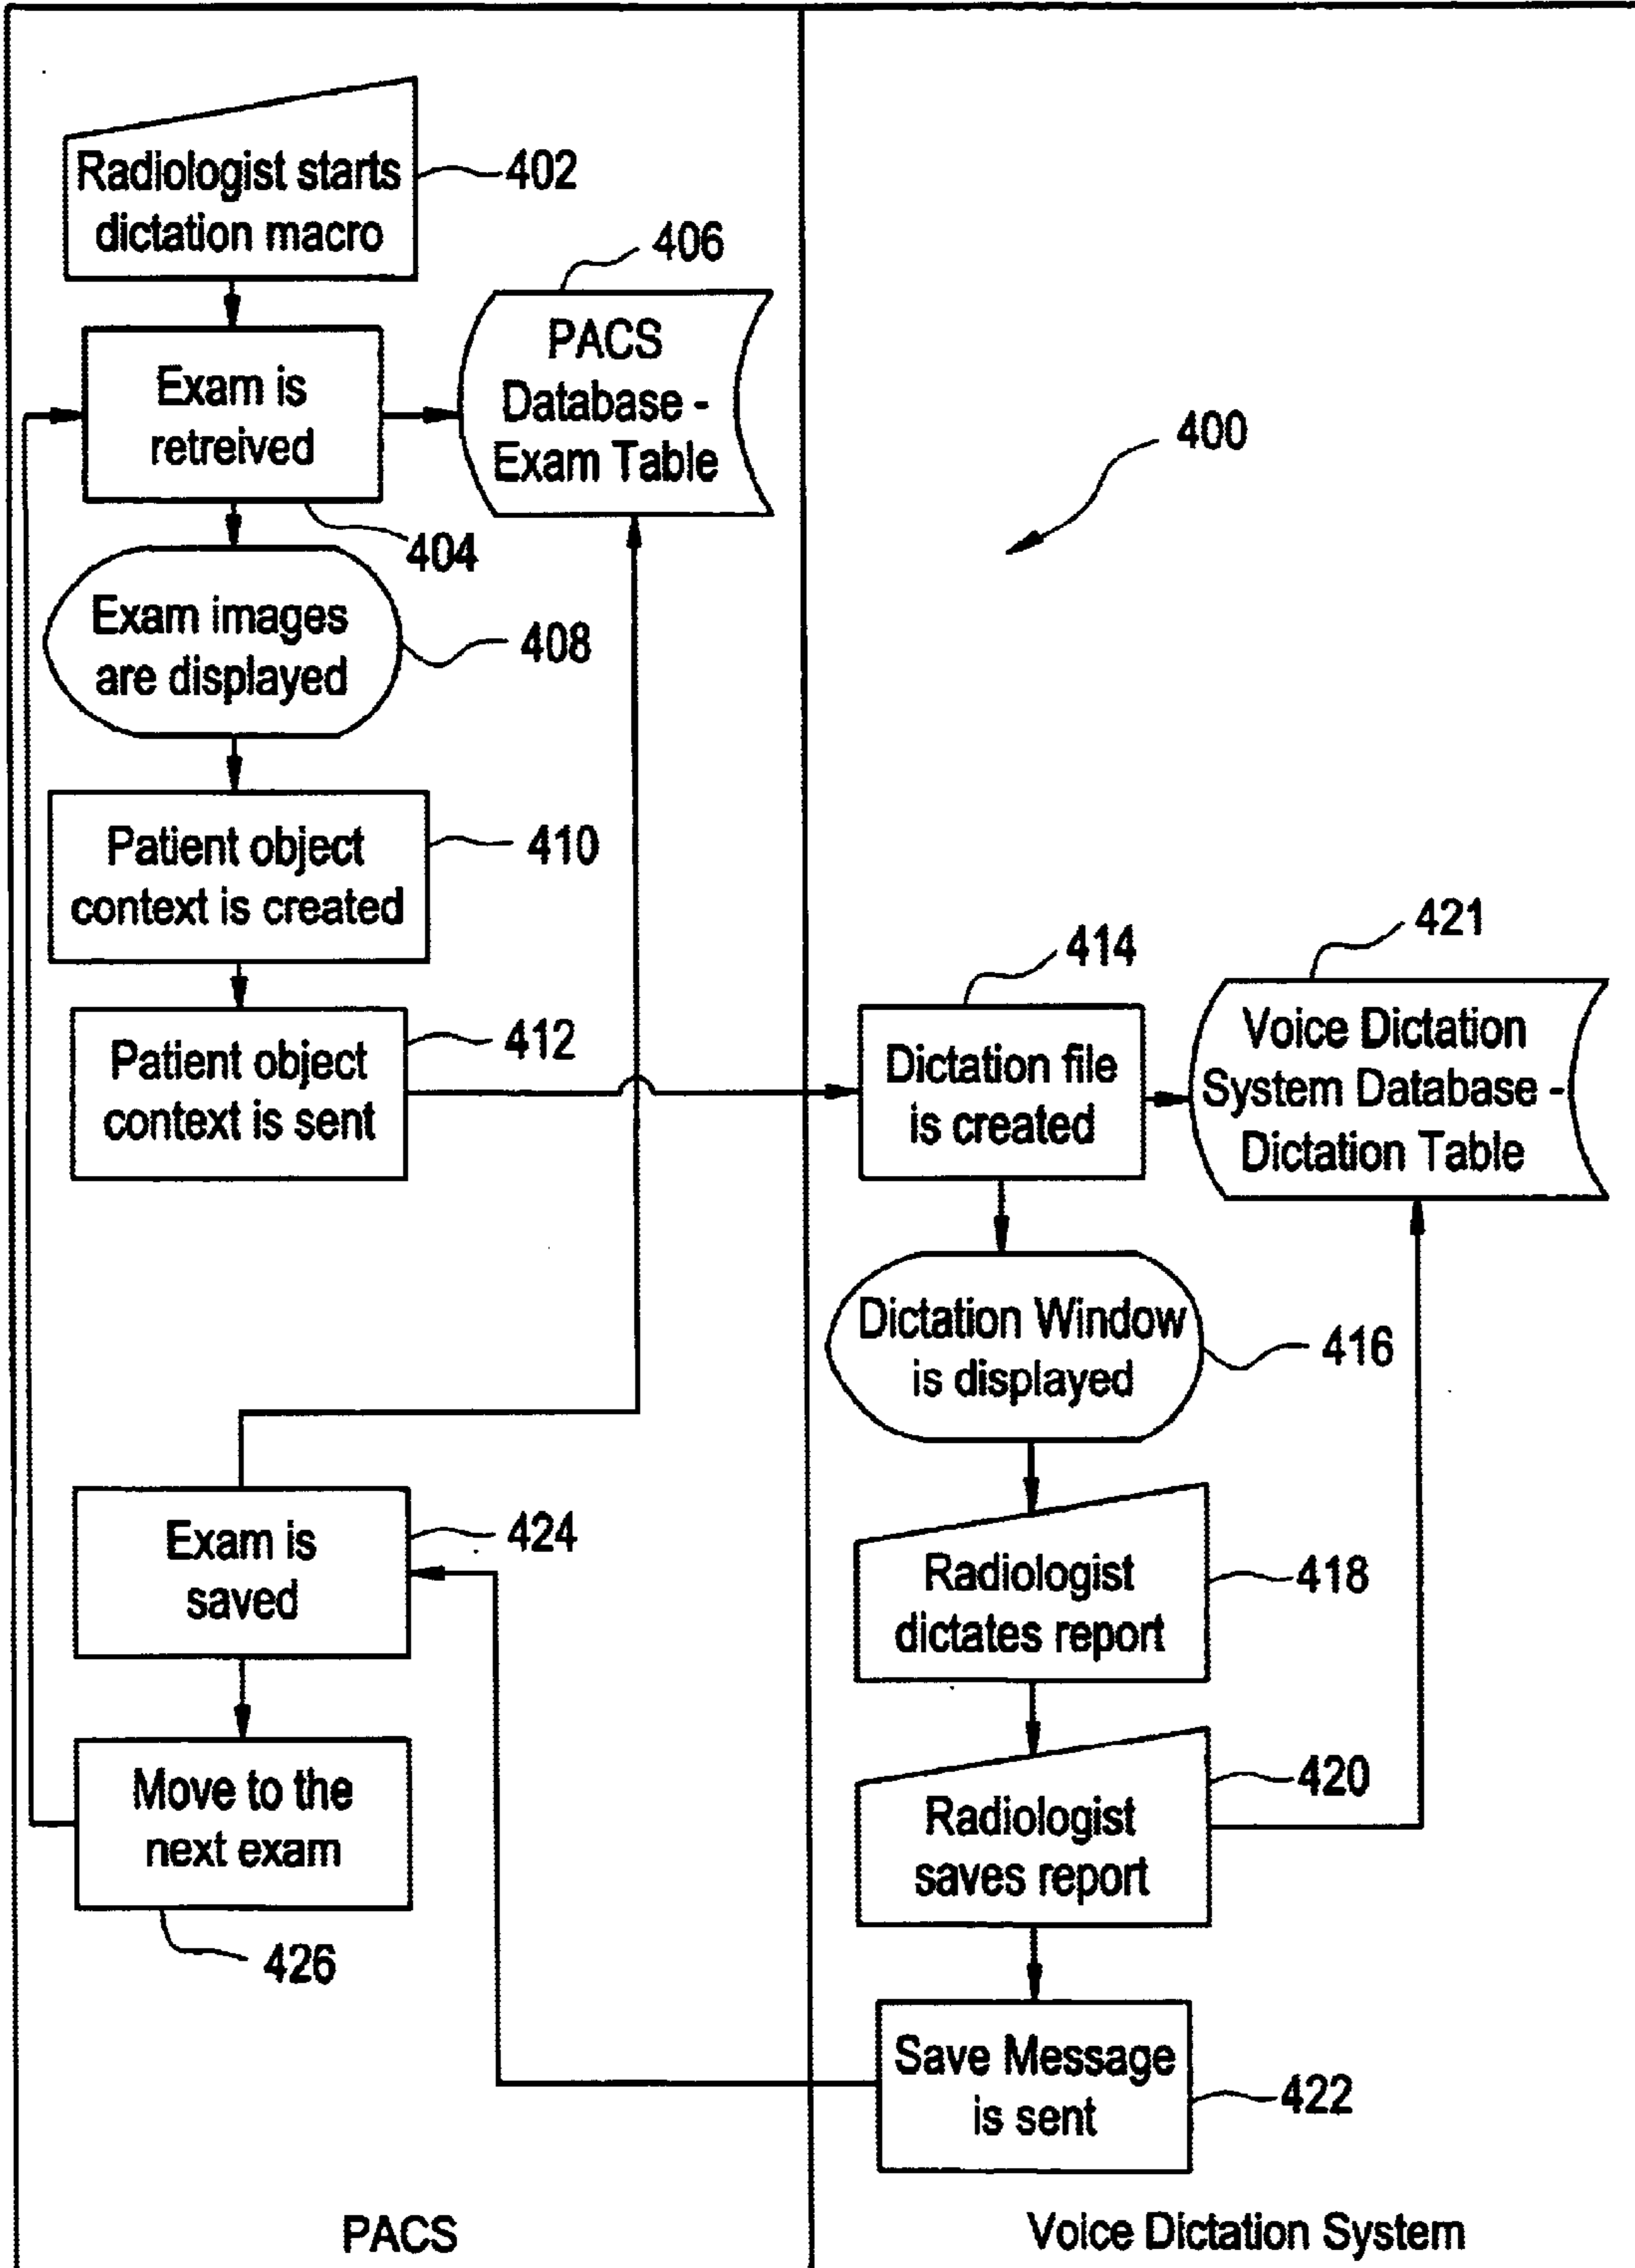 Radiologist starts
dictation macro
402
406
PACS
Database -
Exam Table
Exam is
retreived
404
400
Exam images
are displayed
408
Patient object
context is created
410
Patient object
context is sent
412
414
Dictation file
is created
421
Voice Dictation
System Database -
Dictation Table
Dictation Window
is displayed
416
Radiologist
dictates report
418
Radiologist
saves report
420
Save Message
is sent
422
Exam is
saved
424
Move to the
next exam
426
PACS
Voice Dictation System